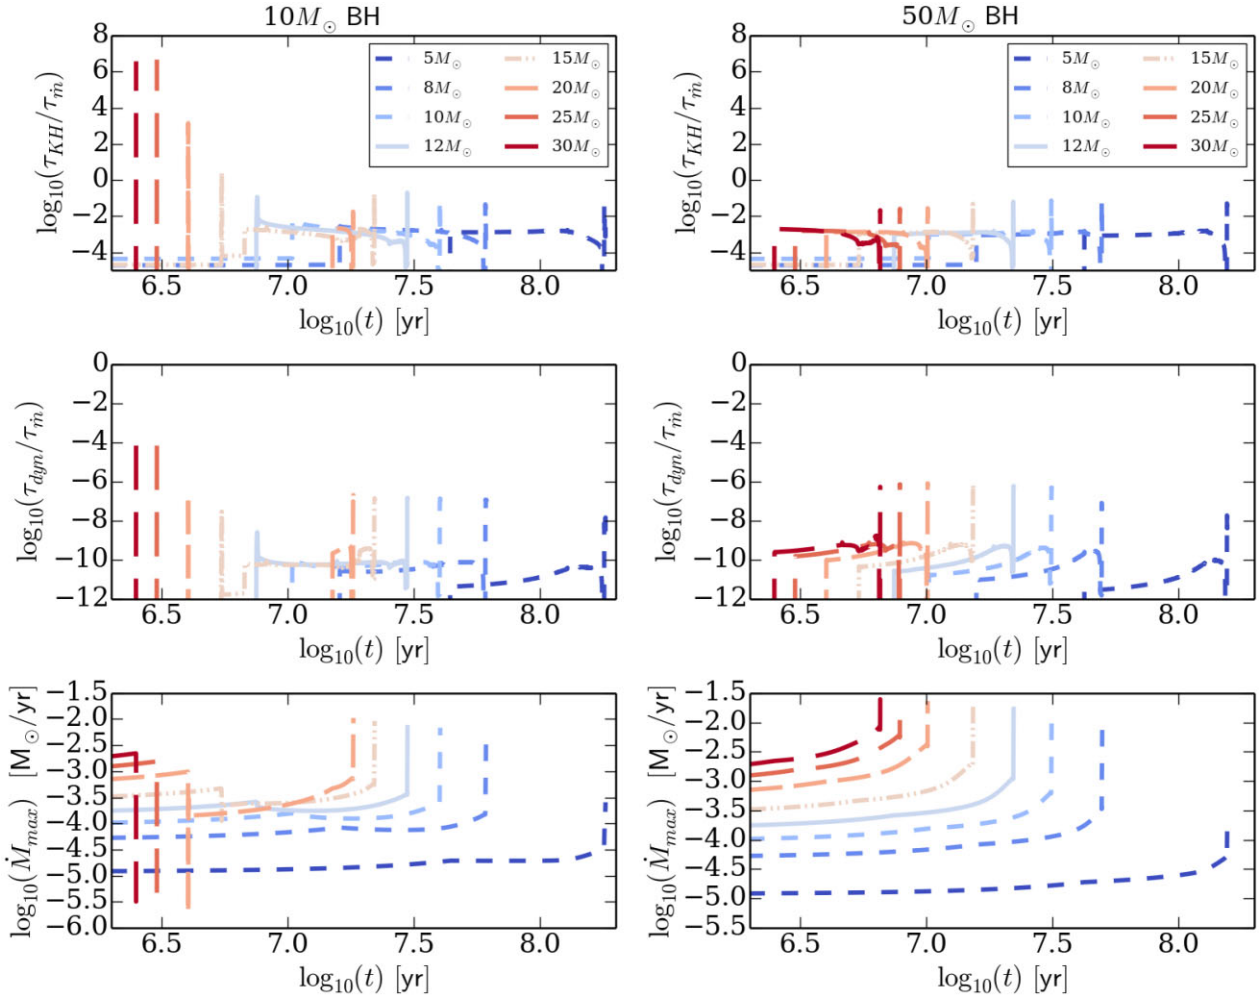 10M⊙ BH
50M⊙ BH
log10(τKH/τṁ)
8
6
4
2
0
−2
−4
5M⊙
8M⊙
10M⊙
12M⊙
15M⊙
20M⊙
25M⊙
30M⊙
6.5 7.0 7.5 8.0
log10(t) [yr]
log10(τKH/τṁ)
8
6
4
2
0
−2
−4
5M⊙
8M⊙
10M⊙
12M⊙
15M⊙
20M⊙
25M⊙
30M⊙
6.5 7.0 7.5 8.0
log10(t) [yr]
log10(τdyn/τṁ)
0
−2
−4
−6
−8
−10
−12
6.5 7.0 7.5 8.0
log10(t) [yr]
log10(τdyn/τṁ)
0
−2
−4
−6
−8
−10
−12
6.5 7.0 7.5 8.0
log10(t) [yr]
log10(Ṁmax) [M⊙/yr]
−1.5
−2.0
−2.5
−3.0
−3.5
−4.0
−4.5
−5.0
−5.5
−6.0
6.5 7.0 7.5 8.0
log10(t) [yr]
log10(Ṁmax) [M⊙/yr]
−1.5
−2.0
−2.5
−3.0
−3.5
−4.0
−4.5
−5.0
−5.5
6.5 7.0 7.5 8.0
log10(t) [yr]